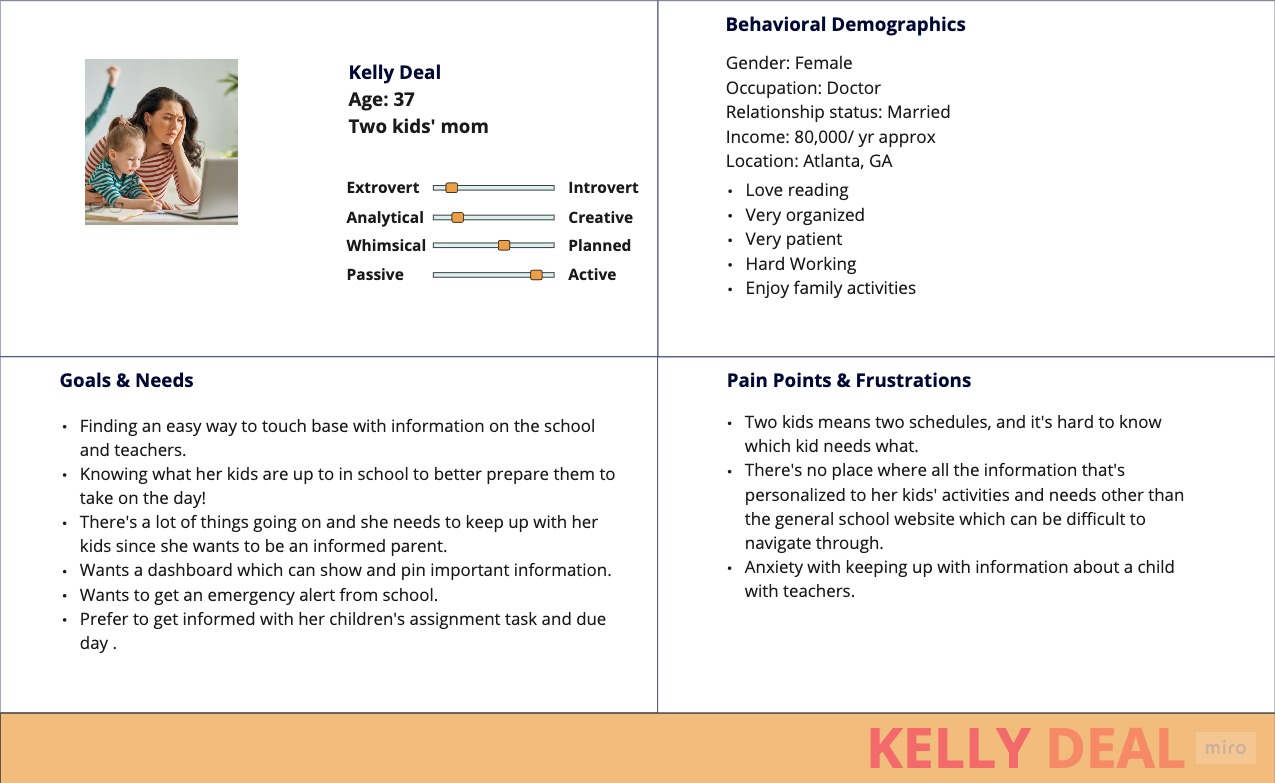 Kelly Deal
Age: 37
Two kids' mom
Extrovert Introvert
Analytical Creative
Whimsical Planned
Passive Active
Behavioral Demographics
Gender: Female
Occupation: Doctor
Relationship status: Married
Income: 80,000/ yr approx
Location: Atlanta, GA
• Love reading
• Very organized
• Very patient
• Hard Working
• Enjoy family activities
Goals & Needs
• Finding an easy way to touch base with information on the school
and teachers.
• Knowing what her kids are up to in school to better prepare them to
take on the day!
• There's a lot of things going on and she needs to keep up with her
kids since she wants to be an informed parent.
• Wants a dashboard which can show and pin important information.
• Wants to get an emergency alert from school.
• Prefer to get informed with her children's assignment task and due
day .
Pain Points & Frustrations
• Two kids means two schedules, and it's hard to know
which kid needs what.
• There's no place where all the information that's
personalized to her kids' activities and needs other than
the general school website which can be difficult to
navigate through.
• Anxiety with keeping up with information about a child
with teachers.
KELLY DEAL
miro